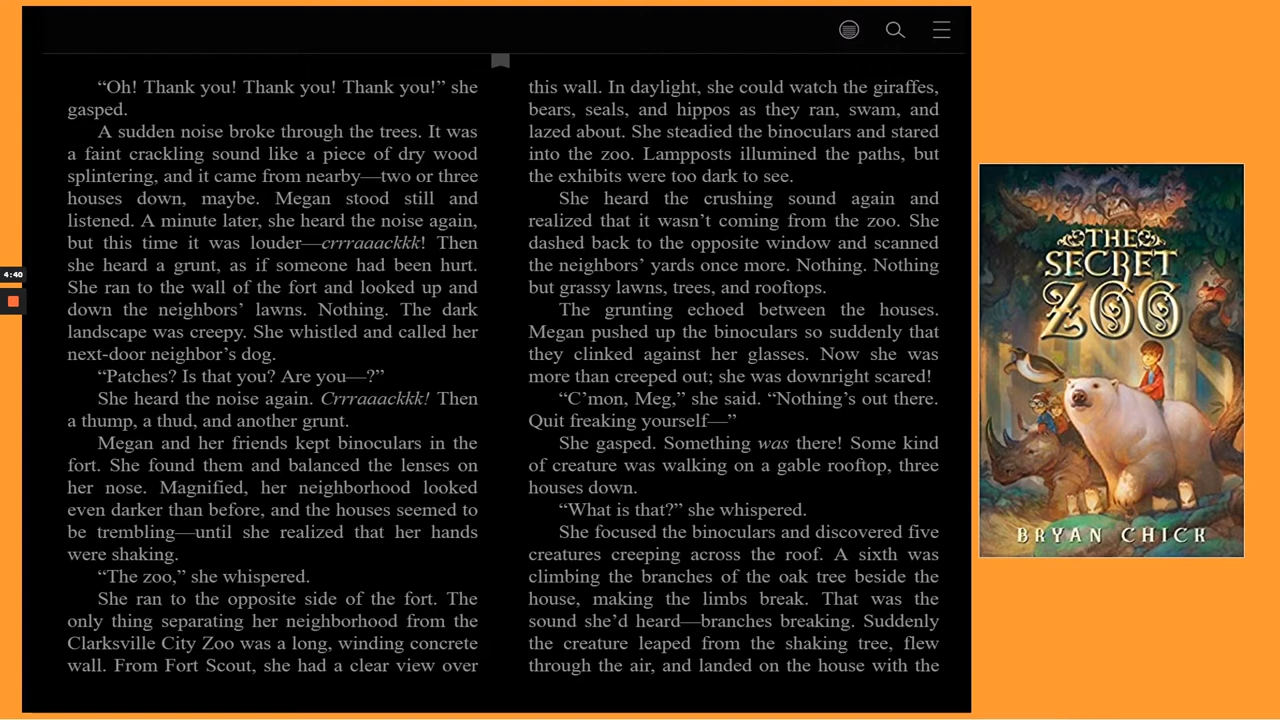 “Oh! Thank you! Thank you! Thank you!” she
gasped.
A sudden noise broke through the trees. It was
a faint crackling sound like a piece of dry wood
splintering, and it came from nearby—two or three
houses down, maybe. Megan stood still and
listened. A minute later, she heard the noise again,
but this time it was louder—crrraaackkk! Then
she heard a grunt, as if someone had been hurt.
She ran to the wall of the fort and looked up and
down the neighbors’ lawns. Nothing. The dark
landscape was creepy. She whistled and called her
next-door neighbor’s dog.
“Patches? Is that you? Are you—?”
She heard the noise again. Crrraaackkk! Then
a thump, a thud, and another grunt.
Megan and her friends kept binoculars in the
fort. She found them and balanced the lenses on
her nose. Magnified, her neighborhood looked
even darker than before, and the houses seemed to
be trembling—until she realized that her hands
were shaking.
“The zoo,” she whispered.
She ran to the opposite side of the fort. The
only thing separating her neighborhood from the
Clarksville City Zoo was a long, winding concrete
wall. From Fort Scout, she had a clear view over
this wall. In daylight, she could watch the giraffes,
bears, seals, and hippos as they ran, swam, and
lazed about. She steadied the binoculars and stared
into the zoo. Lampposts illumined the paths, but
the exhibits were too dark to see.
She heard the crushing sound again and
realized that it wasn’t coming from the zoo. She
dashed back to the opposite window and scanned
the neighbors’ yards once more. Nothing. Nothing
but grassy lawns, trees, and rooftops.
The grunting echoed between the houses.
Megan pushed up the binoculars so suddenly that
they clinked against her glasses. Now she was
more than creeped out; she was downright scared!
“C’mon, Meg,” she said. “Nothing’s out there.
Quit freaking yourself—”
She gasped. Something was there! Some kind
of creature was walking on a gable rooftop, three
houses down.
“What is that?” she whispered.
She focused the binoculars and discovered five
creatures creeping across the roof. A sixth was
climbing the branches of the oak tree beside the
house, making the limbs break. That was the
sound she’d heard—branches breaking. Suddenly
the creature leaped from the shaking tree, flew
through the air, and landed on the house with the
4:40
THE
SECRET
ZOO
BRYAN CHICK